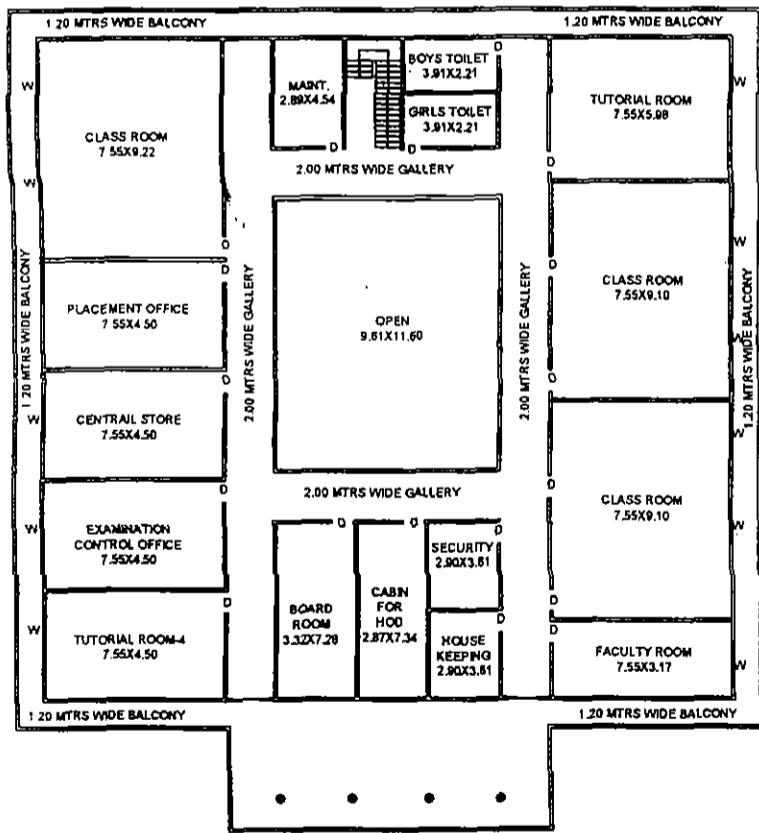 1.20 MTRS WIDE BALCONY
1.20 MTRS WIDE BALCONY
BOYS TOILET
3.91X2.21
D
MAINT.
2.89X4.54
W
W
TUTORIAL ROOM
7.55X5.98
GIRLS TOILET
3.91X2.21
CLASS ROOM
7.55X9.22
D
D
2.00 MTRS WIDE GALLERY
D
D
W
W
D
D
CLASS ROOM
7.55X9.10
PLACEMENT OFFICE
7.55X4.50
1.20 MTRS WIDE BALCONY
2.00 MTRS WIDE GALLERY
OPEN
9.61X11.60
2.00 MTRS WIDE GALLERY
W
1.20 MTRS WIDE BALCONY
D
D
CENTRAIL STORE
7.55X4.50
W
W
D
2.00 MTRS WIDE GALLERY
D
CLASS ROOM
7.55X9.10
EXAMINATION
CONTROL OFFICE
7.55X4.50
W
D
D
D
W
SECURITY
2.90X3.61
BOARD
ROOM
3.32X7.28
CABIN
FOR
HOD
2.87X7.34
D
D
W
TUTORIAL ROOM-4
7.55X4.50
HOUSE
KEEPING
2.90X3.61
D
D
FACULTY ROOM
7.55X3.17
W
1.20 MTRS WIDE BALCONY
1.20 MTRS WIDE BALCONY